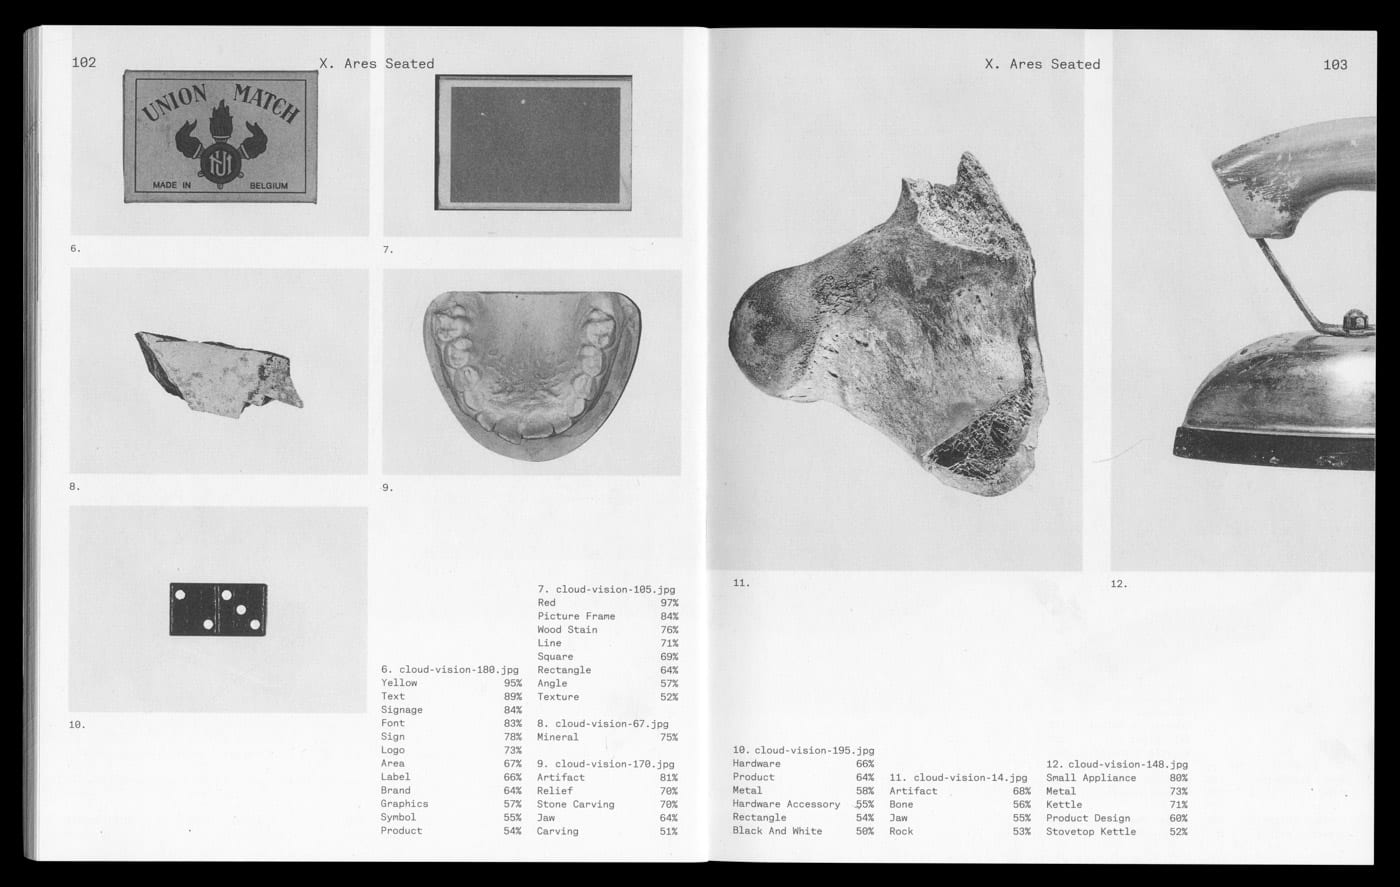 102
X. Ares Seated
UNION MATCH
MADE IN BELGIUM
6.
7.
8.
9.
10.
7. cloud-vision-105.jpg
Red 97%
Picture Frame 84%
Wood Stain 76%
Line 71%
Square 69%
Rectangle 64%
Angle 57%
Texture 52%
6. cloud-vision-180.jpg
Yellow 95%
Text 89%
Signage 84%
Font 83%
Sign 78%
Logo 73%
Area 67%
Label 66%
Brand 64%
Graphics 57%
Symbol 55%
Product 54%
8. cloud-vision-67.jpg
Mineral 75%
9. cloud-vision-170.jpg
Artifact 81%
Relief 70%
Stone Carving 70%
Jaw 64%
Carving 51%
X. Ares Seated
103
11.
12.
10. cloud-vision-195.jpg
Hardware 66%
Product 64%
Metal 58%
Hardware Accessory 55%
Rectangle 54%
Black And White 50%
11. cloud-vision-14.jpg
Artifact 68%
Bone 56%
Jaw 55%
Rock 53%
12. cloud-vision-148.jpg
Small Appliance 80%
Metal 73%
Kettle 71%
Product Design 60%
Stovetop Kettle 52%